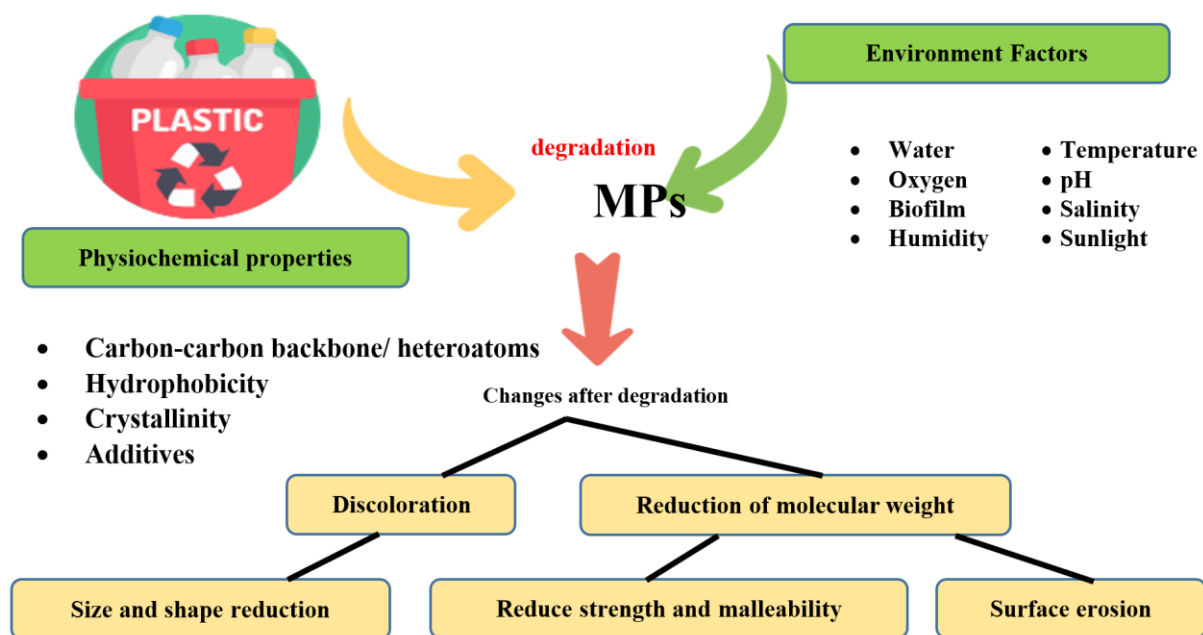 PLASTIC
Environment Factors
degradation
MPs
• Water
• Oxygen
• Biofilm
• Humidity
• Temperature
• pH
• Salinity
• Sunlight
Physiochemical properties
• Carbon-carbon backbone/ heteroatoms
• Hydrophobicity
• Crystallinity
• Additives
Changes after degradation
Discoloration
Reduction of molecular weight
Size and shape reduction
Reduce strength and malleability
Surface erosion